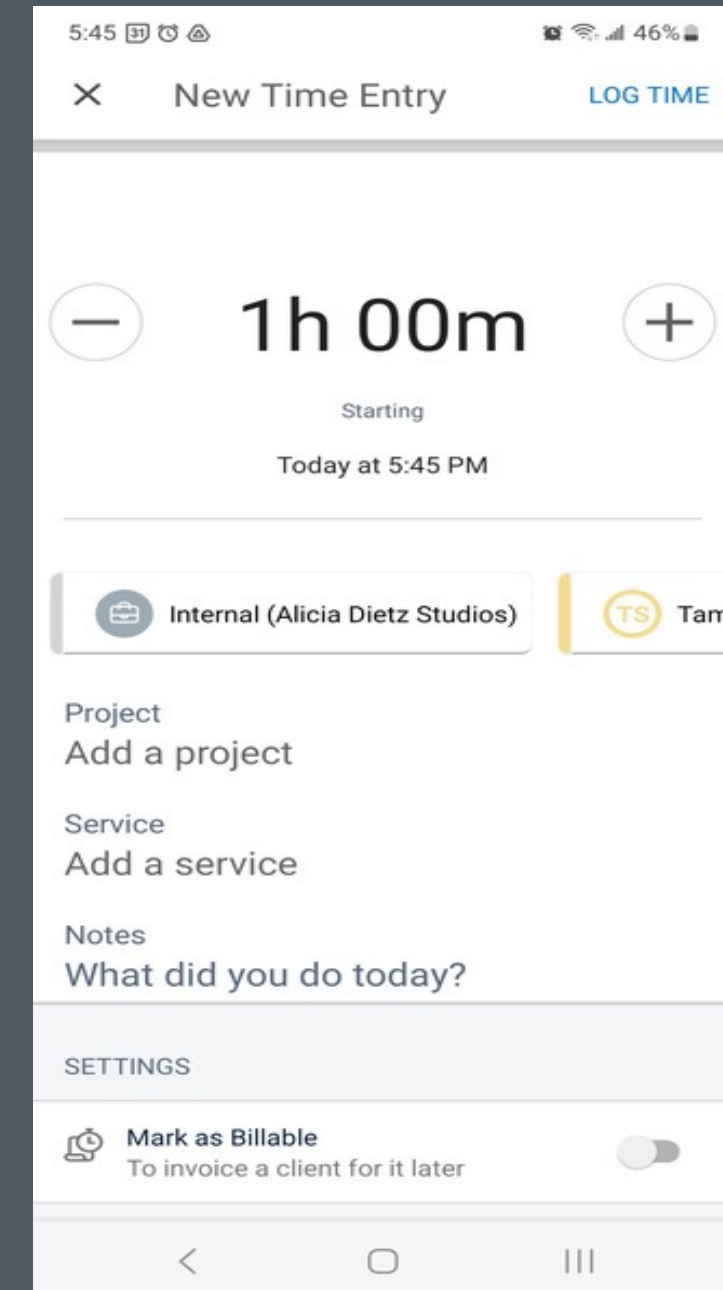 5:45 31 46%
New Time Entry LOG TIME
1h 00m
Starting
Today at 5:45 PM
Internal (Alicia Dietz Studios) TS Tam
Project
Add a project
Service
Add a service
Notes
What did you do today?
SETTINGS
Mark as Billable
To invoice a client for it later